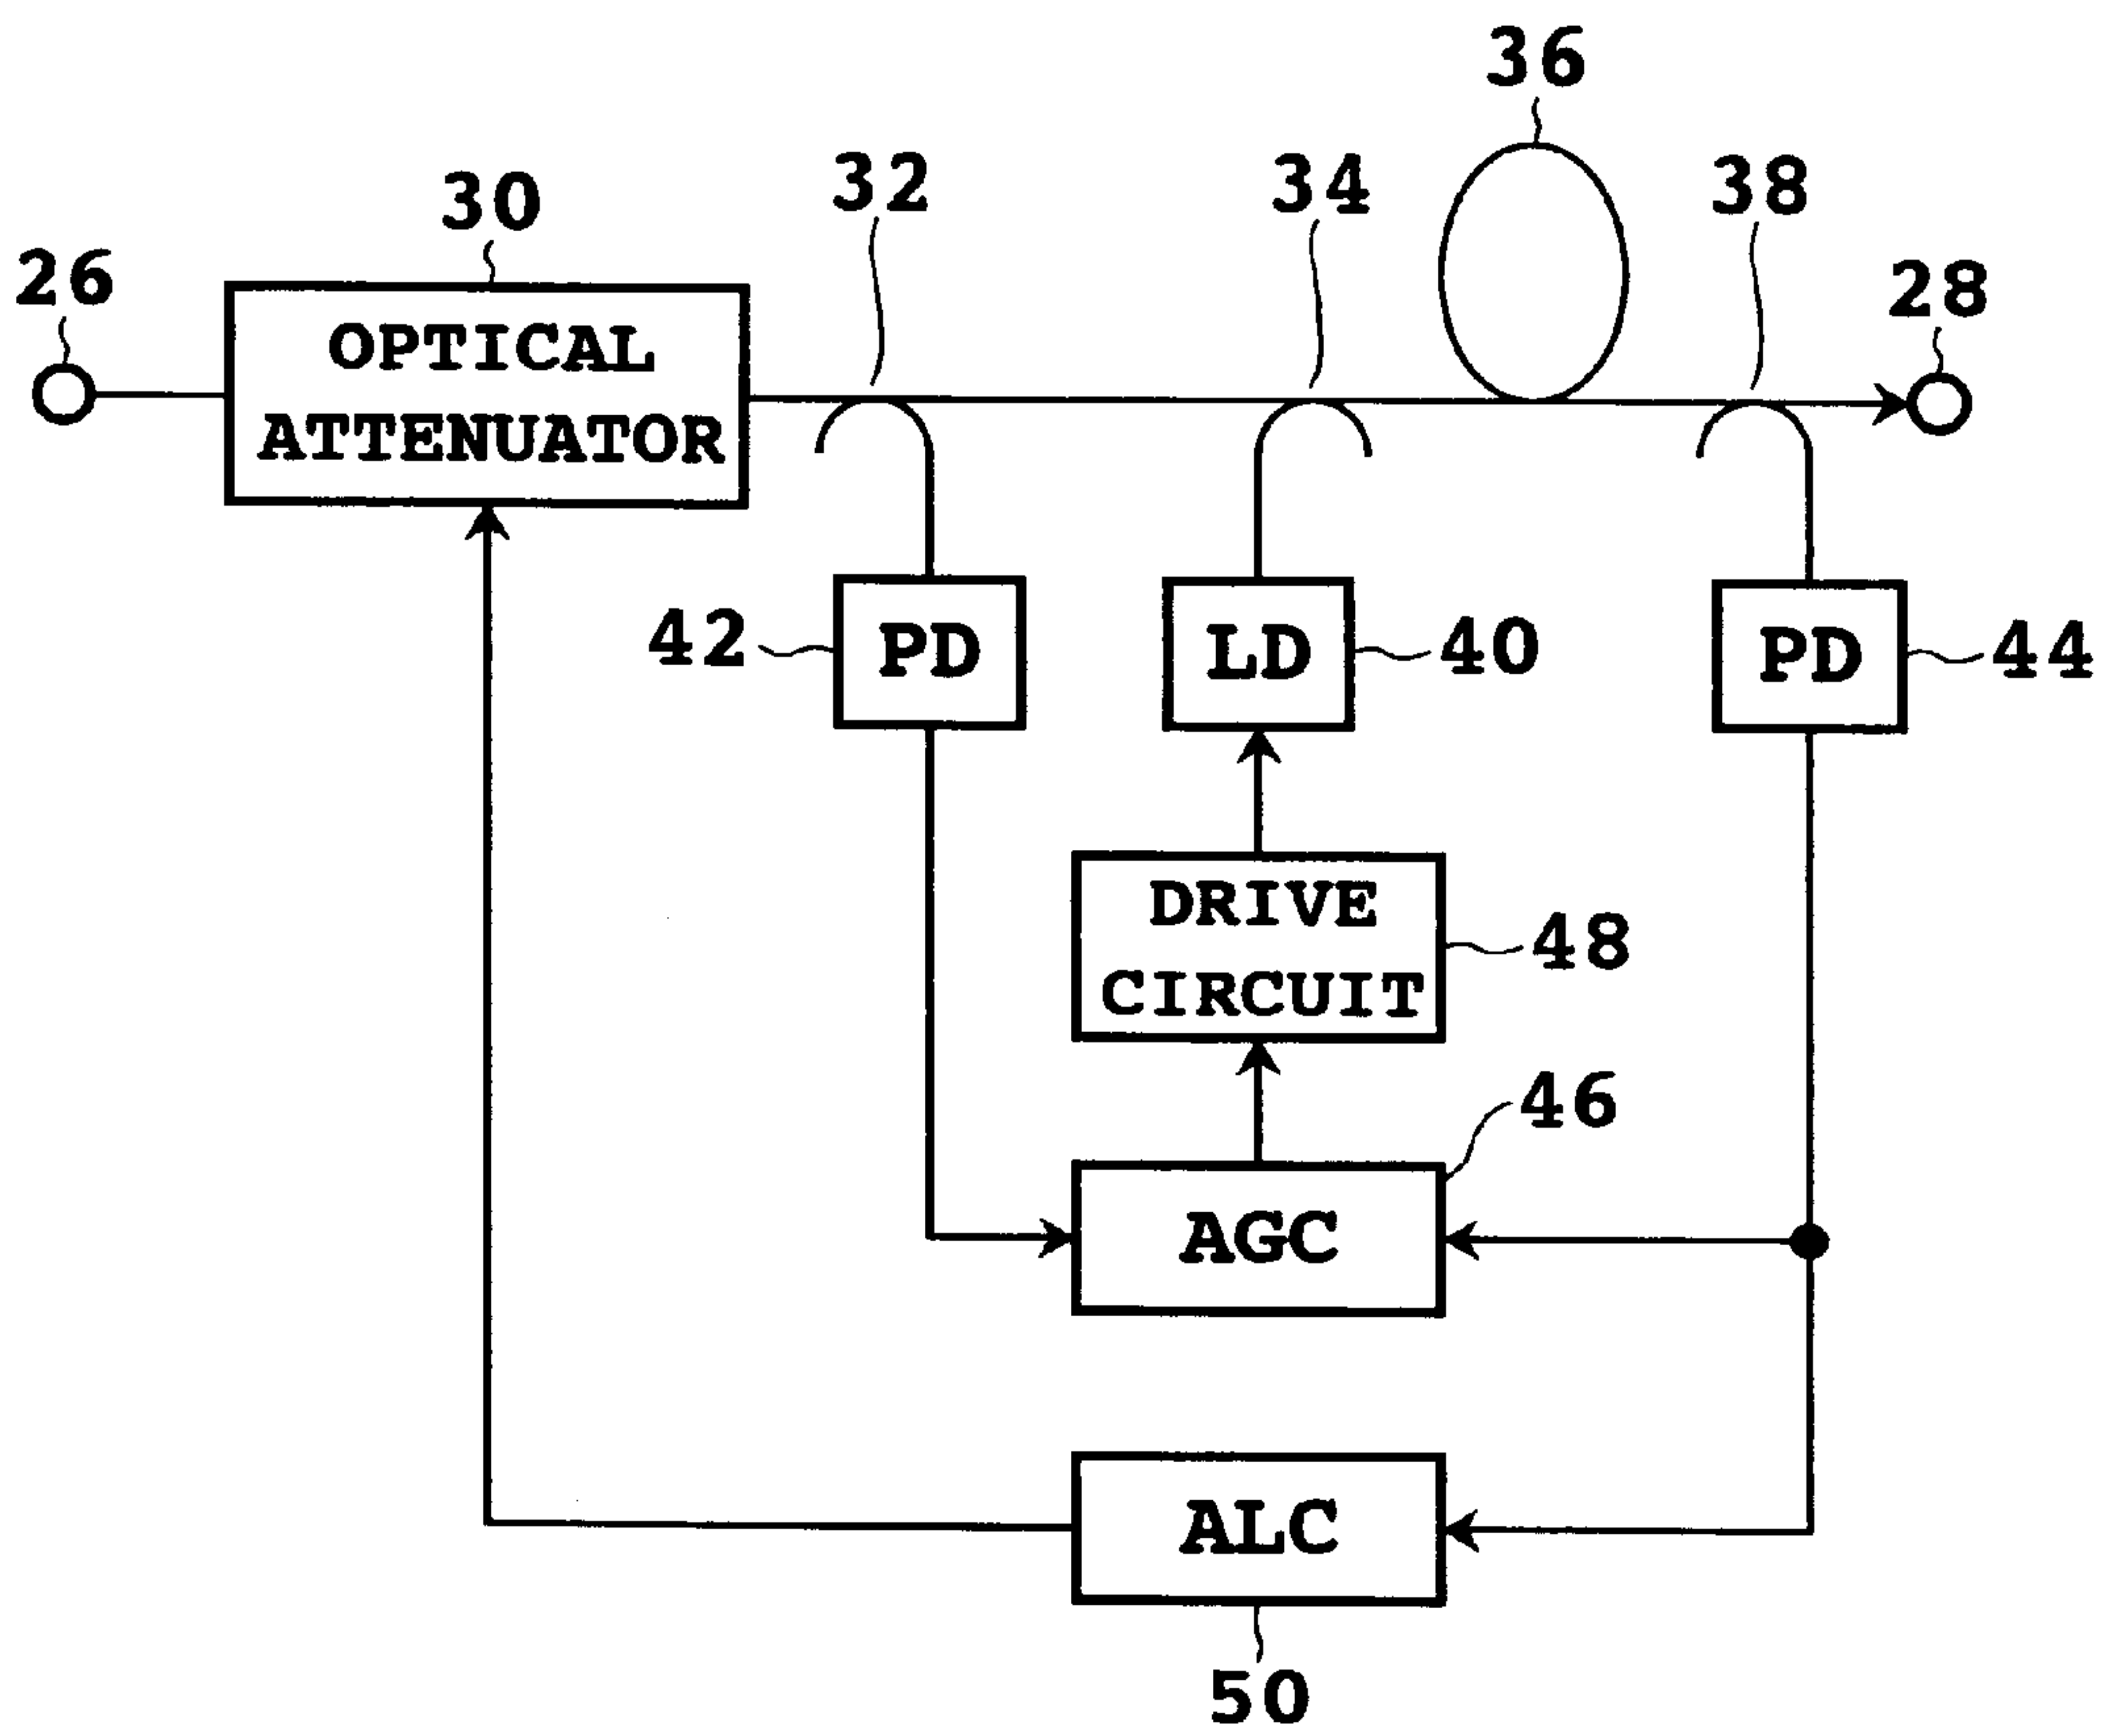 36
32
34
38
30
26
28
OPTICAL
ATTENUATOR
42
PD
LD
40
PD
44
DRIVE
CIRCUIT
48
46
AGC
ALC
50